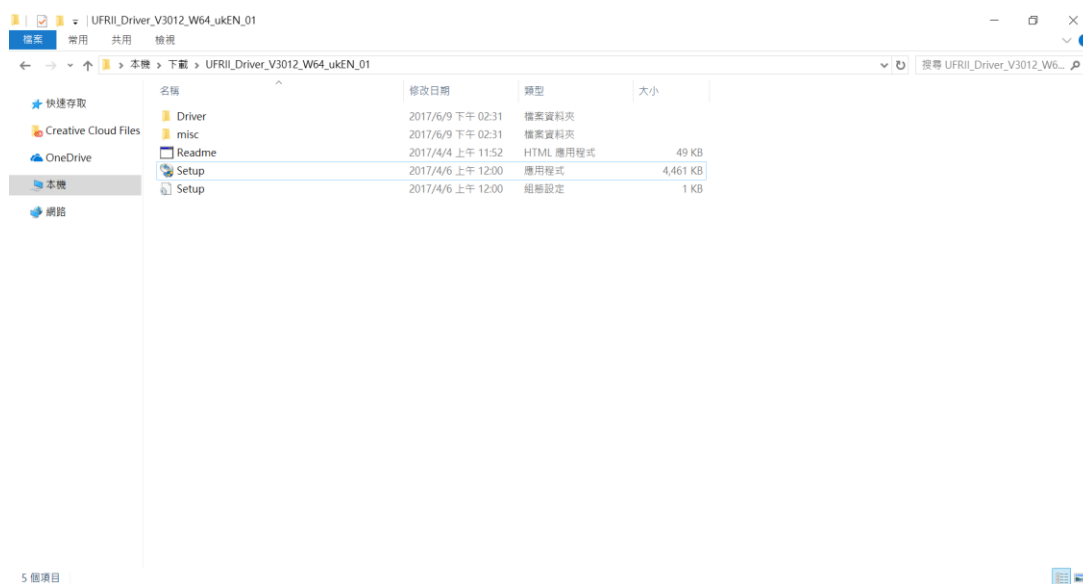 UFRII_Driver_V3012_W64_ukEN_01
檔案 常用 共用 檢視
本機 > 下載 > UFRII_Driver_V3012_W64_ukEN_01 搜尋 UFRII_Driver_V3012_W6...
名稱 修改日期 類型 大小
快速存取
Creative Cloud Files
OneDrive
本機
網路
Driver 2017/6/9 下午 02:31 檔案資料夾
misc 2017/6/9 下午 02:31 檔案資料夾
Readme 2017/4/4 上午 11:52 HTML 應用程式 49 KB
Setup 2017/4/6 上午 12:00 應用程式 4,461 KB
Setup 2017/4/6 上午 12:00 組態設定 1 KB
5 個項目